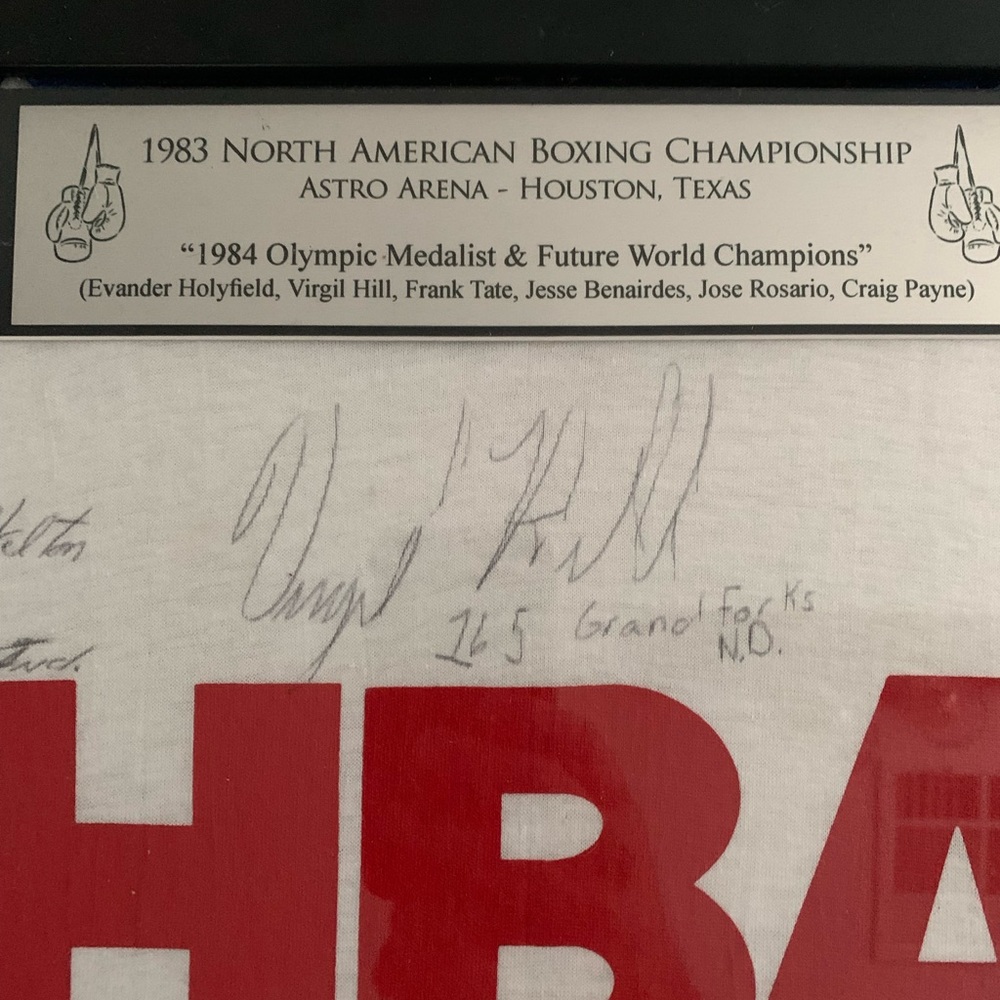 1983 North American Boxing Championship
Astro Arena - Houston, Texas
“1984 Olympic Medalist & Future World Champions”
(Evander Holyfield, Virgil Hill, Frank Tate, Jesse Benairdes, Jose Rosario, Craig Payne)
Virgil Hill
165 Grand Forks
N.D.
Ind.
HBA